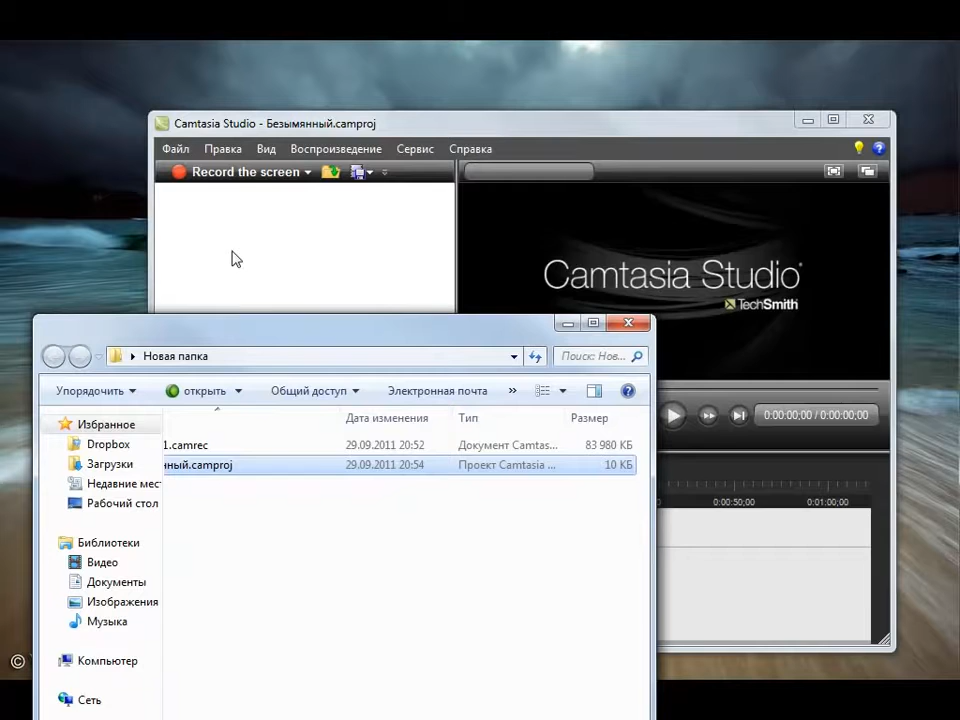 Camtasia Studio - Безымянный.camproj
Файл Правка Вид Воспроизведение Сервис Справка
Record the screen
Camtasia Studio
TechSmith
Новая папка
Поиск: Нов...
Упорядочить открыть Общий доступ Электронная почта »
Дата изменения Тип Размер
Избранное
1.camrec 29.09.2011 20:52 Документ Camtas... 83 980 КБ
Dropbox
нный.camproj 29.09.2011 20:54 Проект Camtasia ... 10 КБ
Загрузки
Недавние мес
Рабочий стол
Библиотеки
Видео
Документы
Изображения
Музыка
Компьютер
Сеть
0:00:00;00 / 0:00:00;00
0:00:50;00 0:01:00;00
©